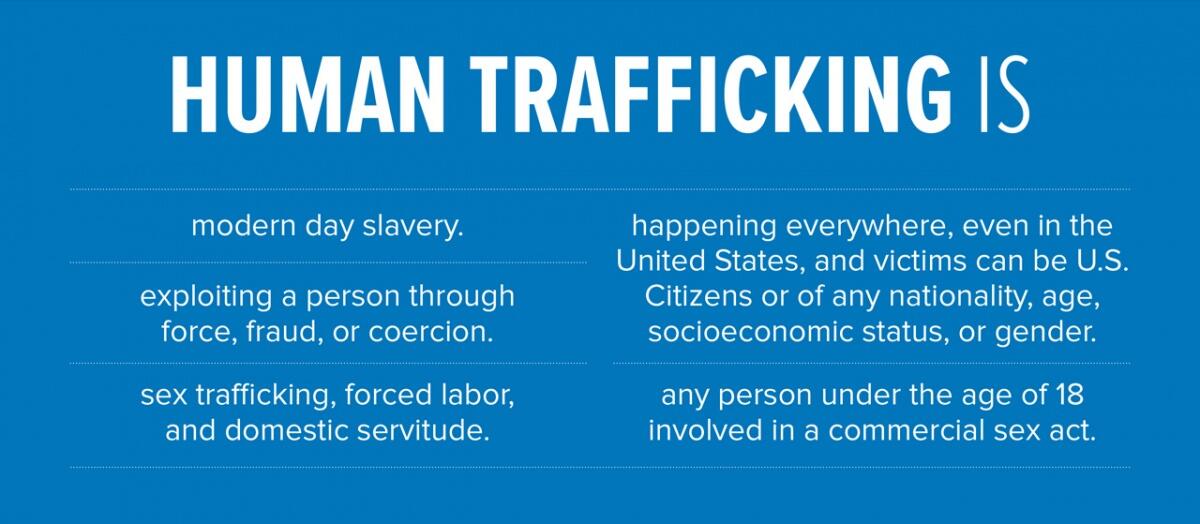 HUMAN TRAFFICKING IS
modern day slavery.
exploiting a person through
force, fraud, or coercion.
sex trafficking, forced labor,
and domestic servitude.
happening everywhere, even in the
United States, and victims can be U.S.
Citizens or of any nationality, age,
socioeconomic status, or gender.
any person under the age of 18
involved in a commercial sex act.